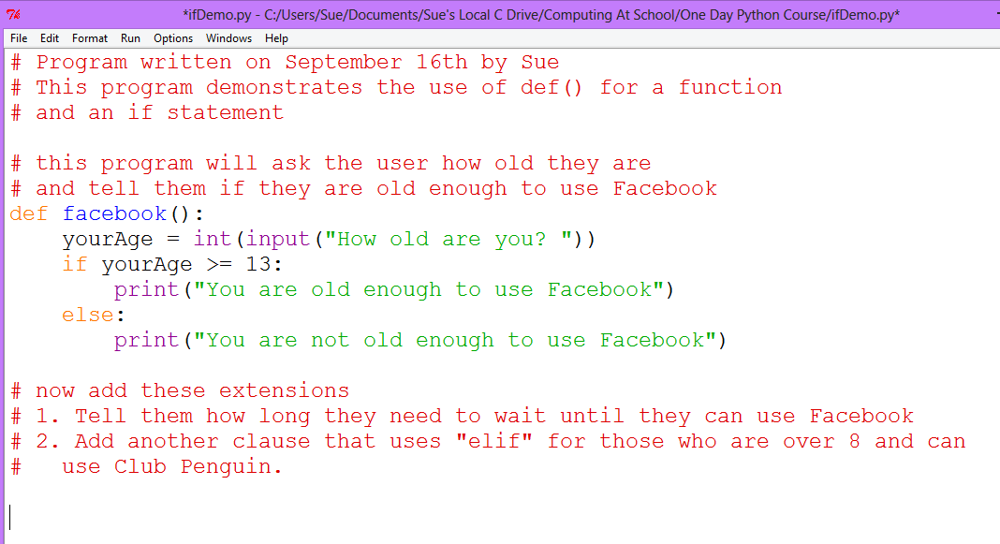 *ifDemo.py - C:/Users/Sue/Documents/Sue's Local C Drive/Computing At School/One Day Python Course/ifDemo.py*
File Edit Format Run Options Windows Help
# Program written on September 16th by Sue
# This program demonstrates the use of def() for a function
# and an if statement

# this program will ask the user how old they are
# and tell them if they are old enough to use Facebook
def facebook():
    yourAge = int(input("How old are you? "))
    if yourAge >= 13:
        print("You are old enough to use Facebook")
    else:
        print("You are not old enough to use Facebook")

# now add these extensions
# 1. Tell them how long they need to wait until they can use Facebook
# 2. Add another clause that uses "elif" for those who are over 8 and can
#   use Club Penguin.